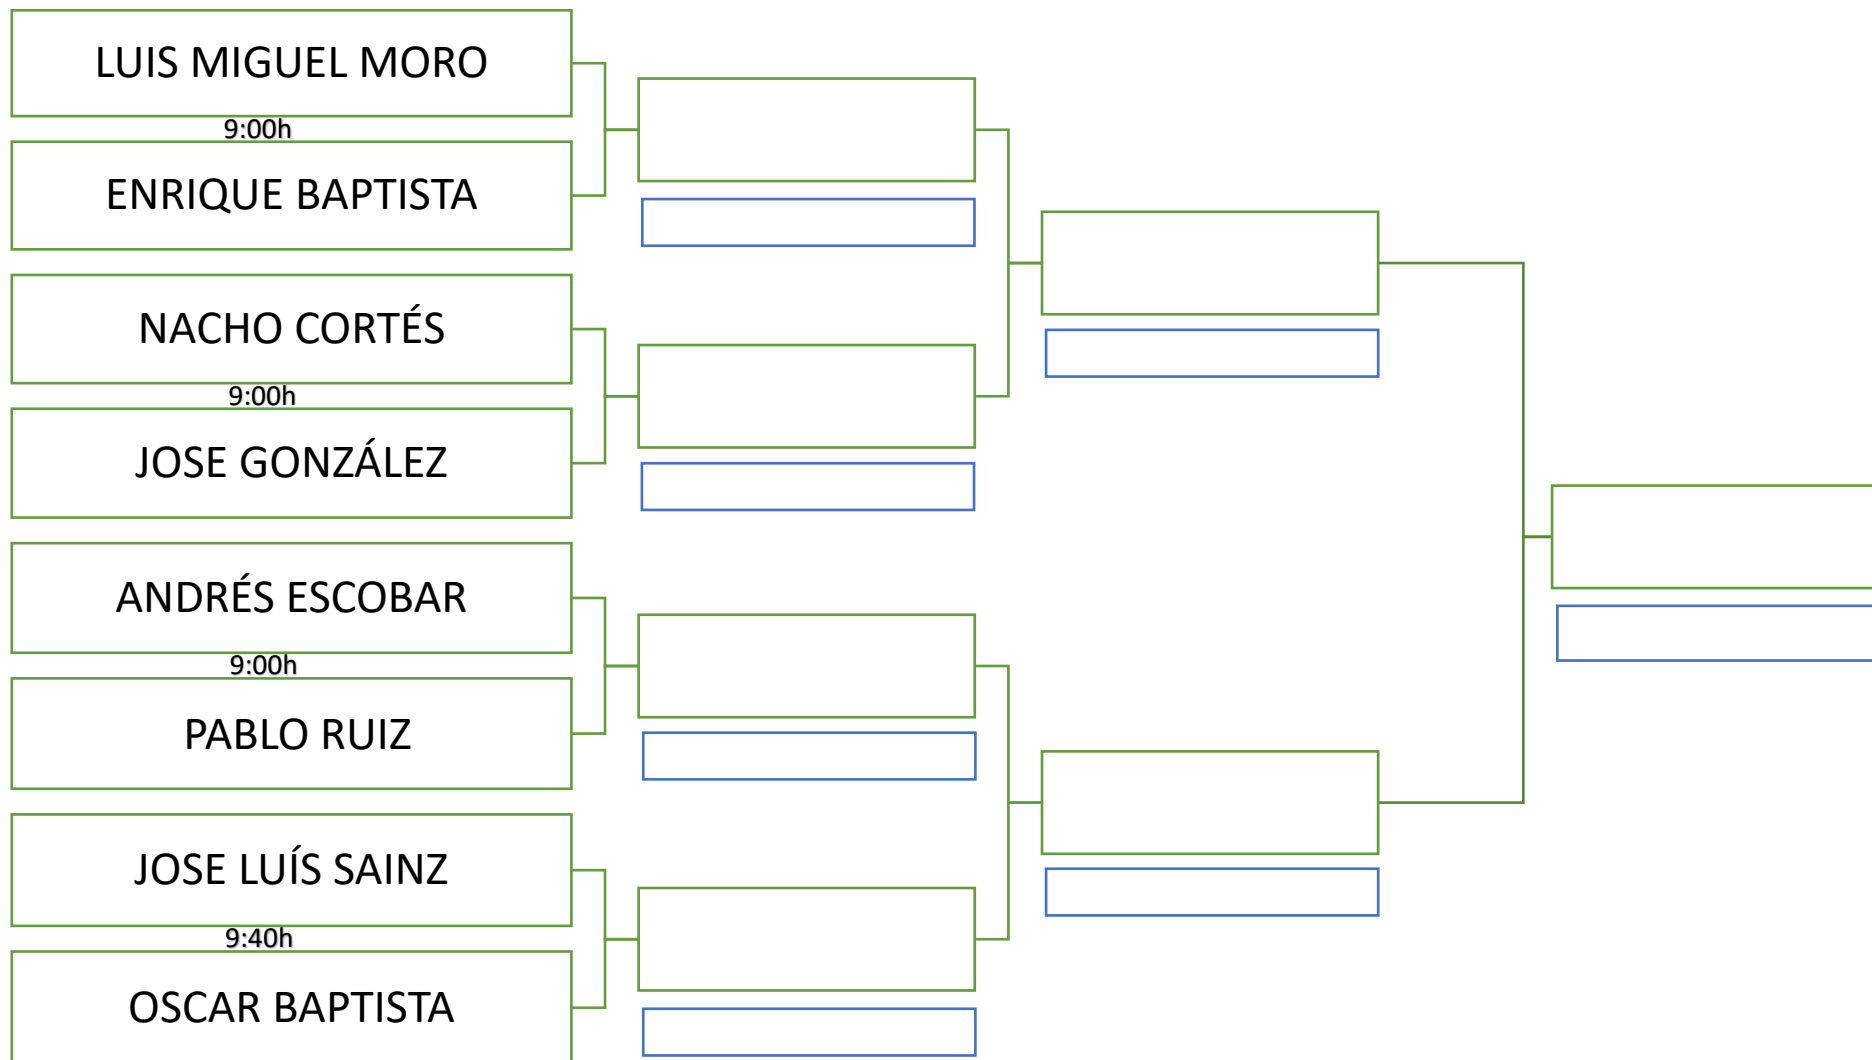 LUIS MIGUEL MORO
9:00h
ENRIQUE BAPTISTA
NACHO CORTÉS
9:00h
JOSE GONZÁLEZ
ANDRÉS ESCOBAR
9:00h
PABLO RUIZ
JOSE LUÍS SAINZ
9:40h
OSCAR BAPTISTA